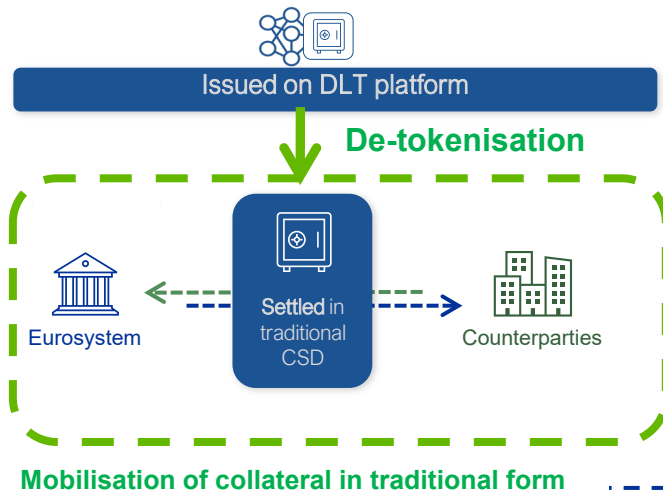 Issued on DLT platform
De-tokenisation
Settled in
traditional
CSD
Eurosystem
Counterparties
Mobilisation of collateral in traditional form